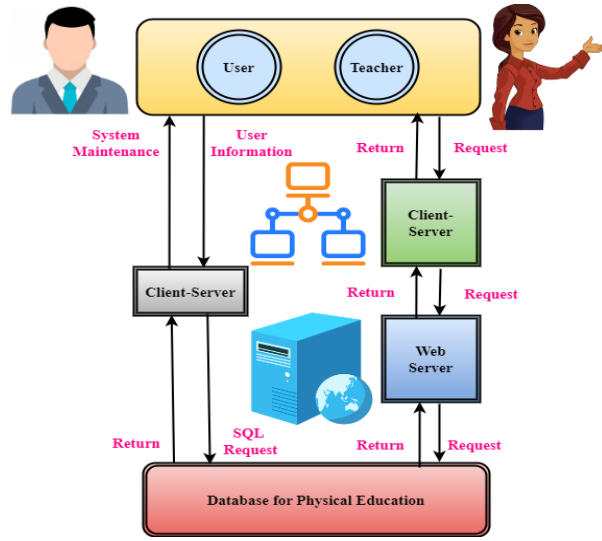 User
Teacher
System
Maintenance
User
Information
Return
Request
Client-
Server
Client-Server
Return
Request
Web
Server
Return
SQL
Request
Return
Request
Database for Physical Education